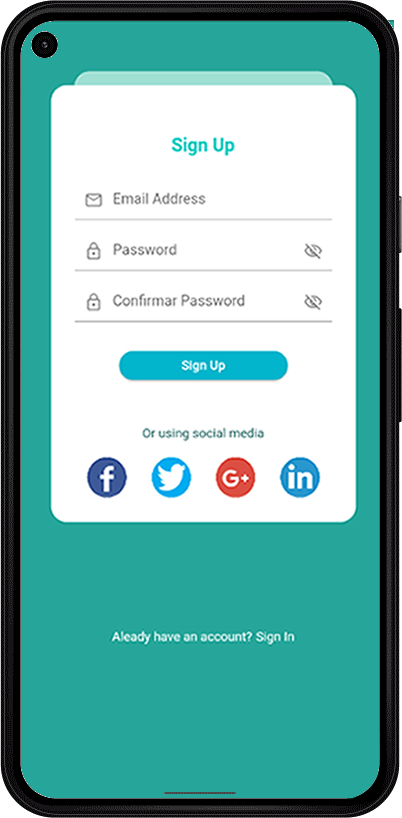 Sign Up
Email Address
Password
Confirmar Password
Sign Up
Or using social media
f
G+
in
Aleady have an account? Sign In